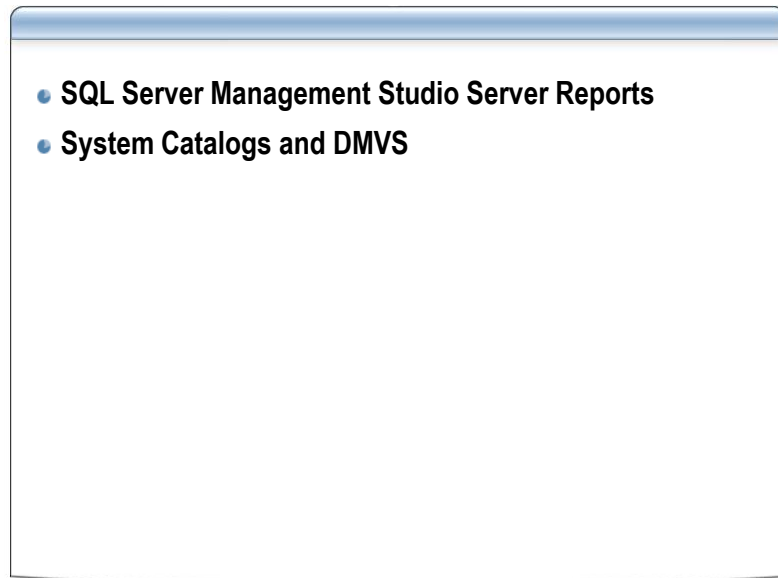 SQL Server Management Studio Server Reports
System Catalogs and DMVS